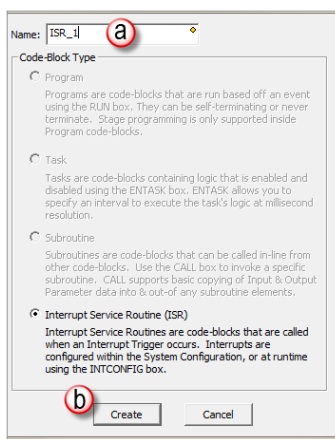 Name: ISR_1 a
Code-Block Type
Program
Programs are code-blocks that are run based off an event
using the RUN box. They can be self-terminating or never
terminate. Stage programming is only supported inside
Program code-blocks.
Task
Tasks are code-blocks containing logic that is enabled and
disabled using the ENTASK box. ENTASK allows you to
specify an interval to execute the task's logic at millisecond
resolution.
Subroutine
Subroutines are code-blocks that can be called in-line from
other code-blocks. Use the CALL box to invoke a specific
subroutine. CALL supports basic copying of Input & Output
Parameter data into & out-of any subroutine elements.
Interrupt Service Routine (ISR)
Interrupt Service Routines are code-blocks that are called
when an Interrupt Trigger occurs. Interrupts are
configured within the System Configuration, or at runtime
using the INTCONFIG box.
b
Create Cancel